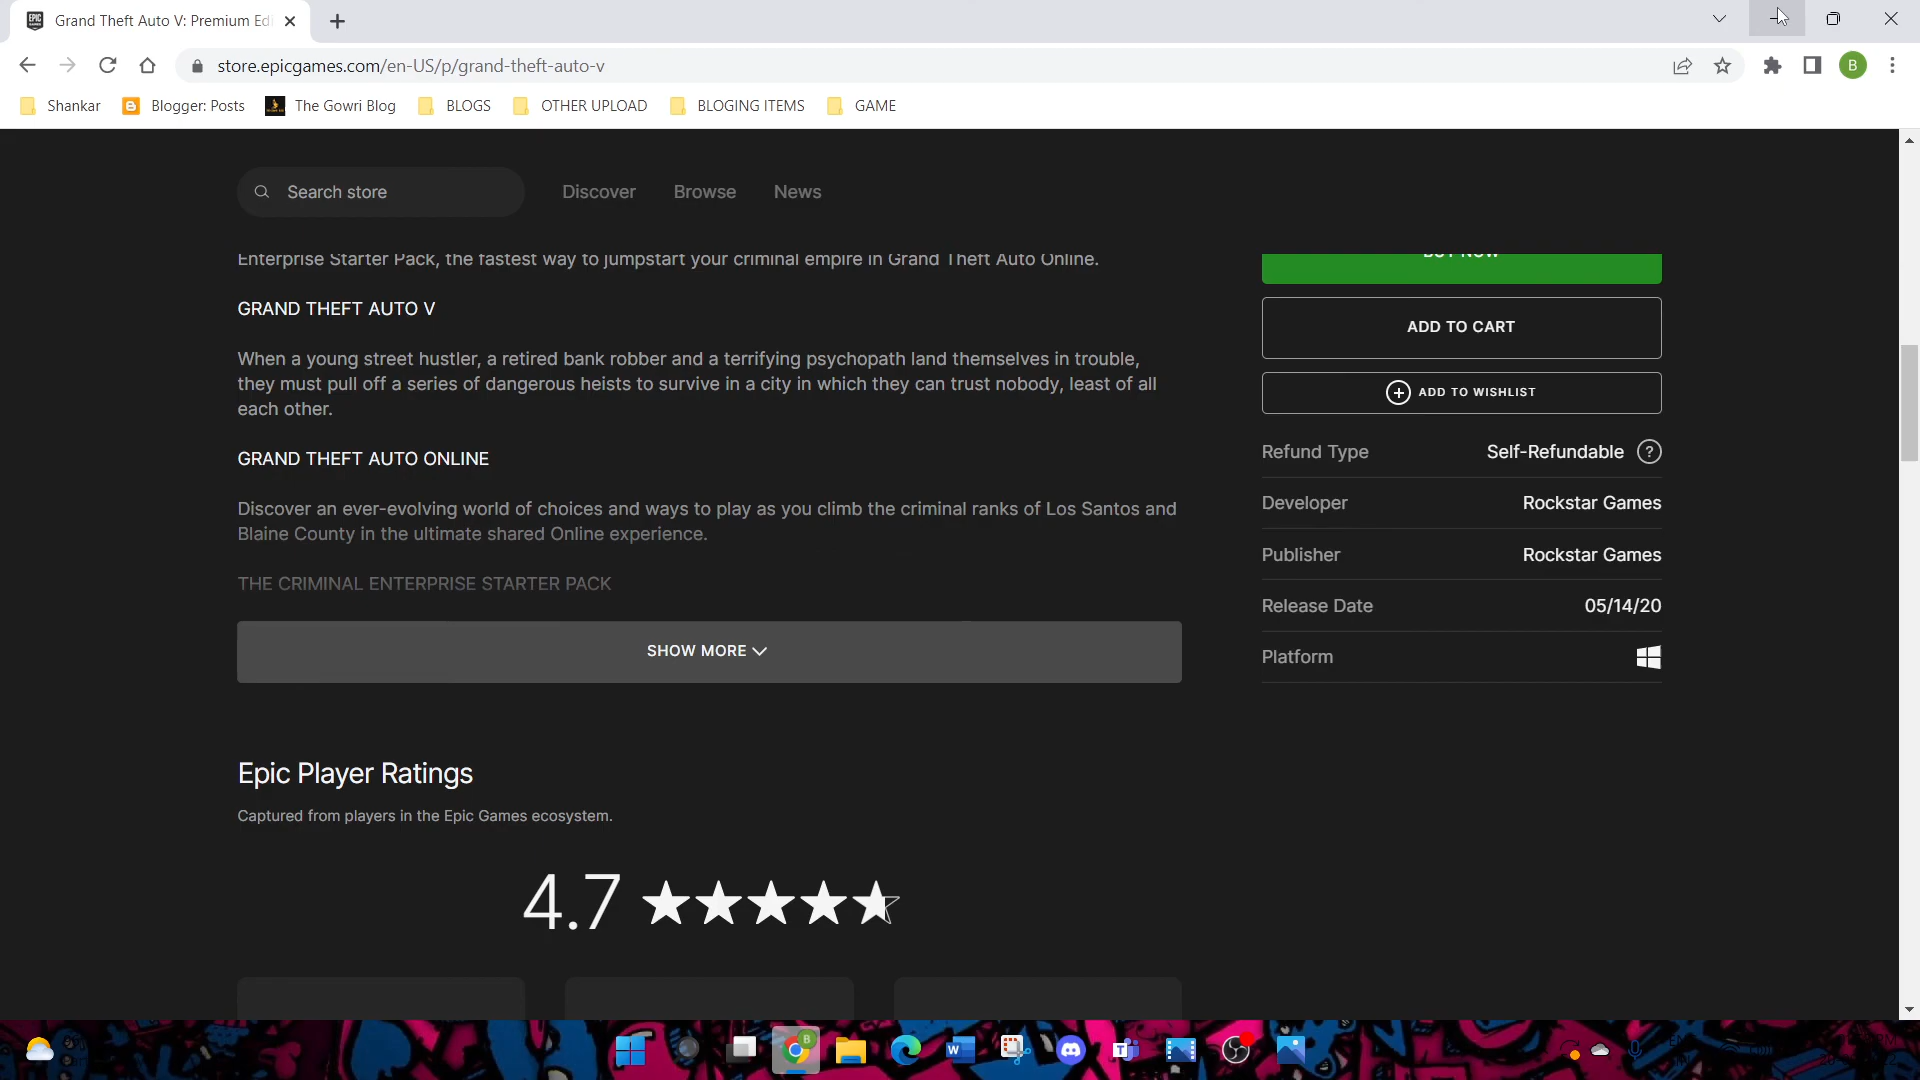 Grand Theft Auto V: Premium Edi
store.epicgames.com/en-US/p/grand-theft-auto-v
B
Shankar
Blogger: Posts
The Gowri Blog
BLOGS
OTHER UPLOAD
BLOGING ITEMS
GAME
Search store
Discover
Browse
News
Enterprise Starter Pack, the fastest way to jumpstart your criminal empire in Grand Theft Auto Online.
GRAND THEFT AUTO V
When a young street hustler, a retired bank robber and a terrifying psychopath land themselves in trouble,
they must pull off a series of dangerous heists to survive in a city in which they can trust nobody, least of all
each other.
GRAND THEFT AUTO ONLINE
Discover an ever-evolving world of choices and ways to play as you climb the criminal ranks of Los Santos and
Blaine County in the ultimate shared Online experience.
THE CRIMINAL ENTERPRISE STARTER PACK
SHOW MORE
BUY NOW
ADD TO CART
ADD TO WISHLIST
Refund Type Self-Refundable ?
Developer Rockstar Games
Publisher Rockstar Games
Release Date 05/14/20
Platform
Epic Player Ratings
Captured from players in the Epic Games ecosystem.
4.7